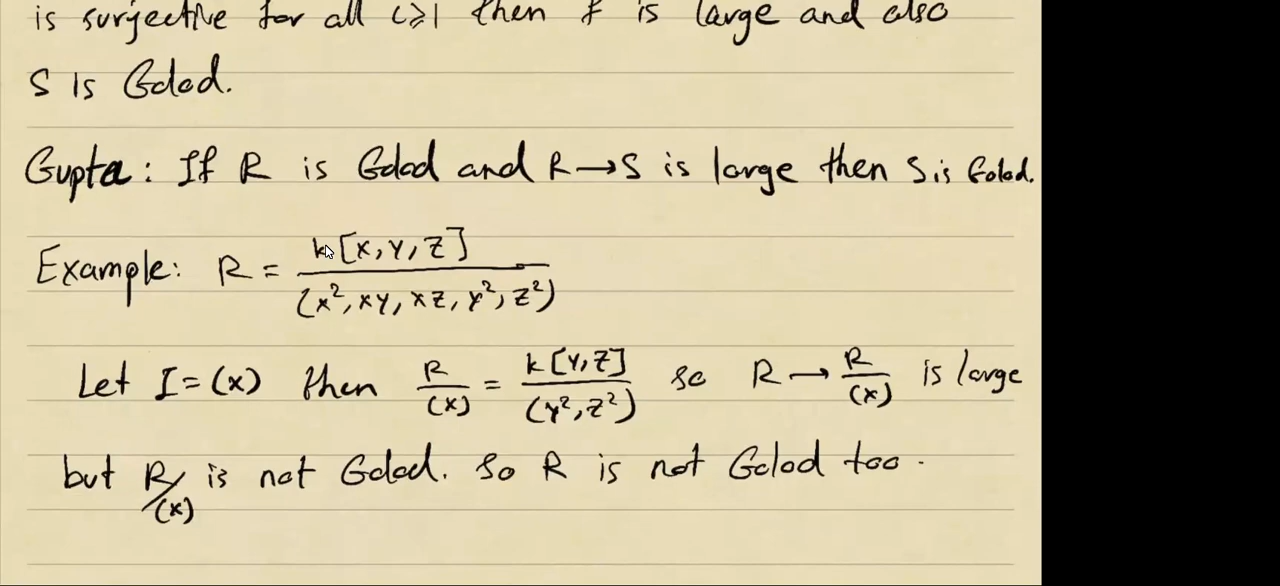 is surjective for all i⩾1 then f is large and also
S is Golod.
Gupta: If R is Golod and R→S is large then S is Golod.
Example: R = k[x,y,z] / (x², xy, xz, y², z²)
Let I=(x) then R/(x) = k[y,z]/(y²,z²) so R → R/(x) is large
but R/(x) is not Golod. So R is not Golod too.